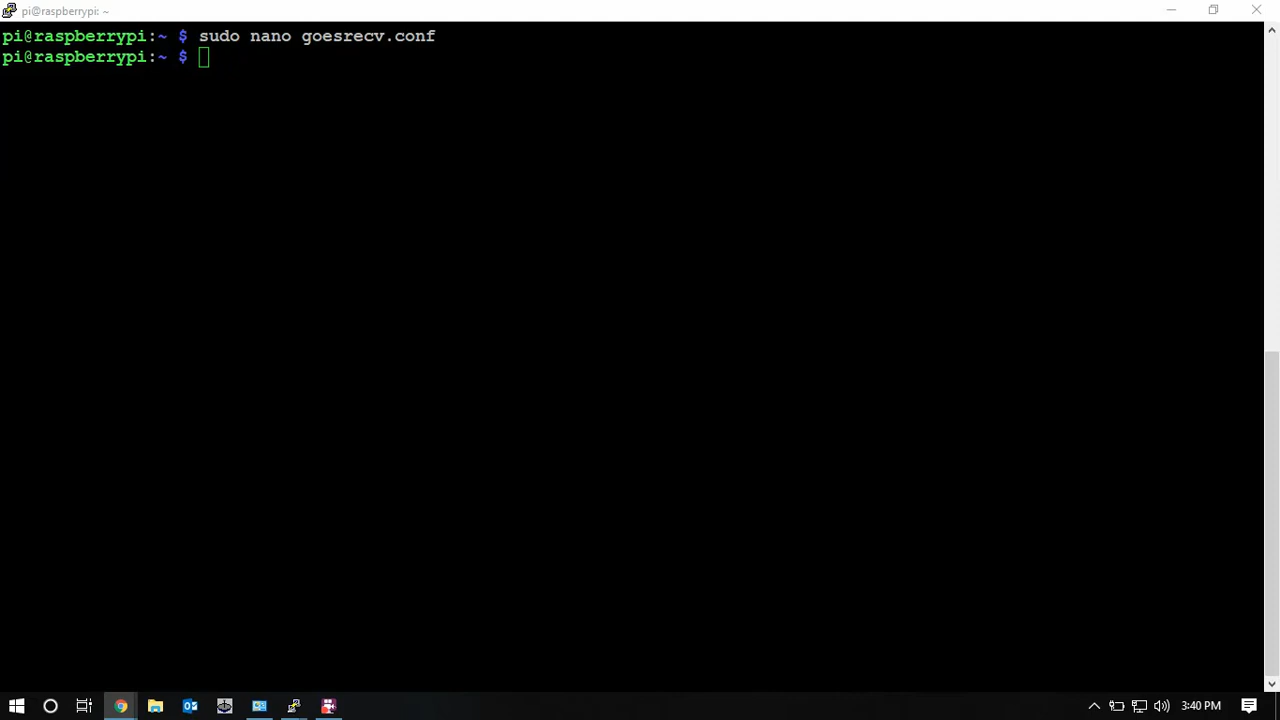 pi@raspberrypi: ~
pi@raspberrypi:~ $ sudo nano goesrecv.conf
pi@raspberrypi:~ $
3:40 PM